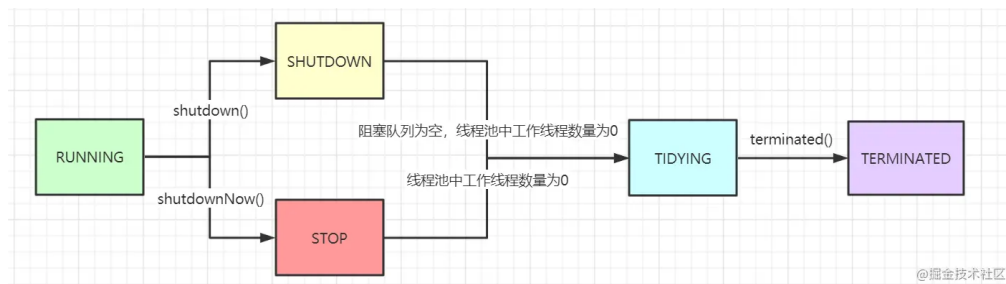 SHUTDOWN
shutdown()
阻塞队列为空，线程池中工作线程数量为0
RUNNING
TIDYING
terminated()
TERMINATED
线程池中工作线程数量为0
shutdownNow()
STOP
@掘金技术社区